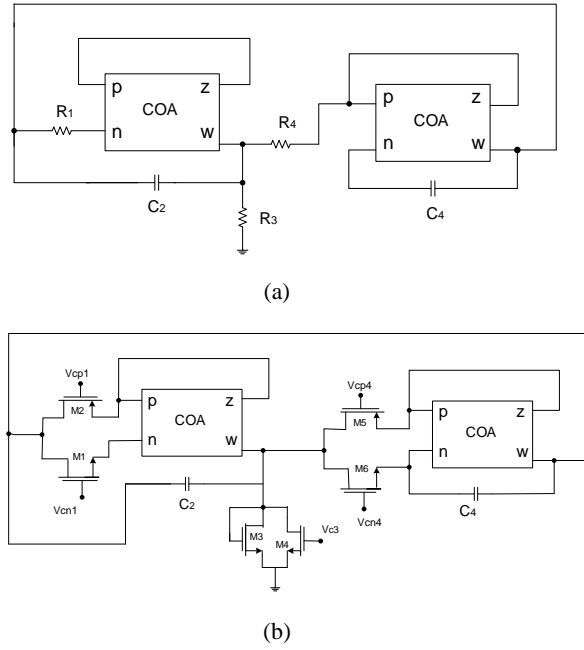 p z
COA
R1 n w
R4
p z
COA
n w
C2
R3
C4
(a)
Vcp1
M2
p z
COA
M1 n w
Vcn1
C2
Vcp4
M5
p z
COA
M6 n w
Vcn4
C4
M3 M4 Vc3
(b)